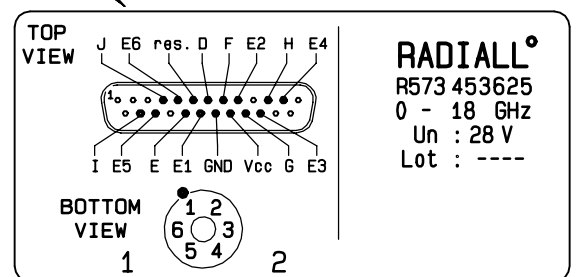 TOP
VIEW
J E6 res. D F E2 H E4
1
I E5 E E1 GND Vcc G E3
BOTTOM
VIEW
1 2
6 3
5 4
1 2
RADIALL°
R573 453625
0 - 18 GHz
Un : 28 V
Lot : ----